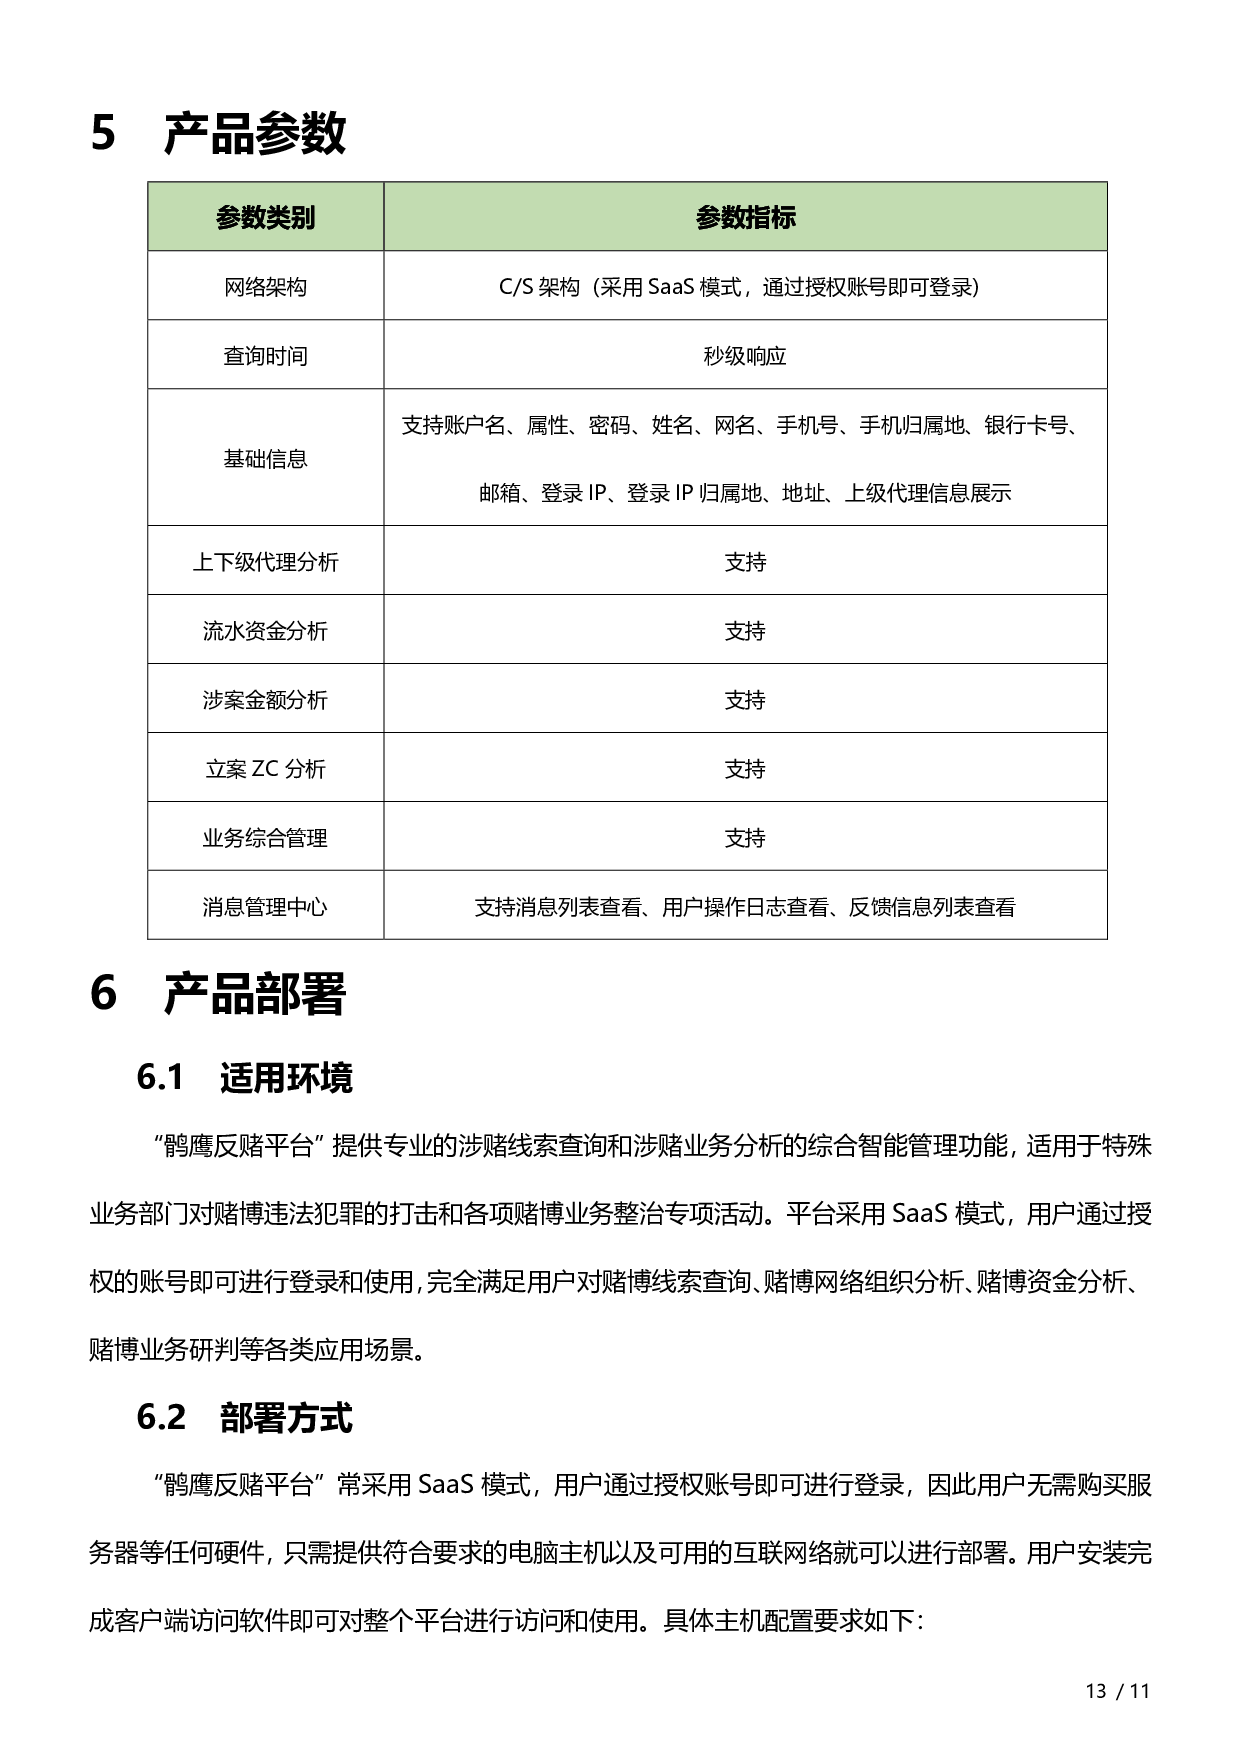 5 产品参数
参数类别 参数指标
网络架构 C/S 架构（采用 SaaS 模式，通过授权账号即可登录）
查询时间 秒级响应
基础信息 支持账户名、属性、密码、姓名、网名、手机号、手机归属地、银行卡号、
邮箱、登录 IP、登录 IP 归属地、地址、上级代理信息展示
上下级代理分析 支持
流水资金分析 支持
涉案金额分析 支持
立案 ZC 分析 支持
业务综合管理 支持
消息管理中心 支持消息列表查看、用户操作日志查看、反馈信息列表查看
6 产品部署
6.1 适用环境
“鹘鹰反赌平台”提供专业的涉赌线索查询和涉赌业务分析的综合智能管理功能，适用于特殊
业务部门对赌博违法犯罪的打击和各项赌博业务整治专项活动。平台采用 SaaS 模式，用户通过授
权的账号即可进行登录和使用，完全满足用户对赌博线索查询、赌博网络组织分析、赌博资金分析、
赌博业务研判等各类应用场景。
6.2 部署方式
“鹘鹰反赌平台”常采用 SaaS 模式，用户通过授权账号即可进行登录，因此用户无需购买服
务器等任何硬件，只需提供符合要求的电脑主机以及可用的互联网络就可以进行部署。用户安装完
成客户端访问软件即可对整个平台进行访问和使用。具体主机配置要求如下：
13 / 11